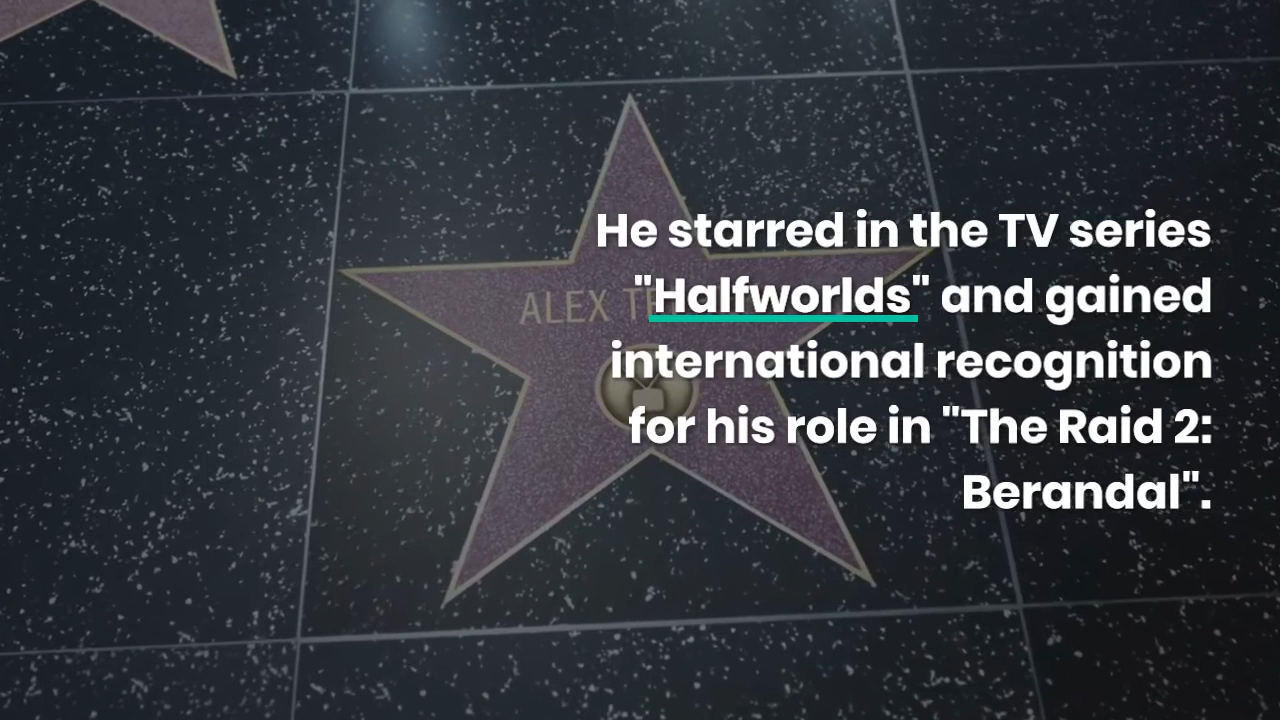 He starred in the TV series
"Halfworlds" and gained
international recognition
for his role in "The Raid 2:
Berandal".
ALEX